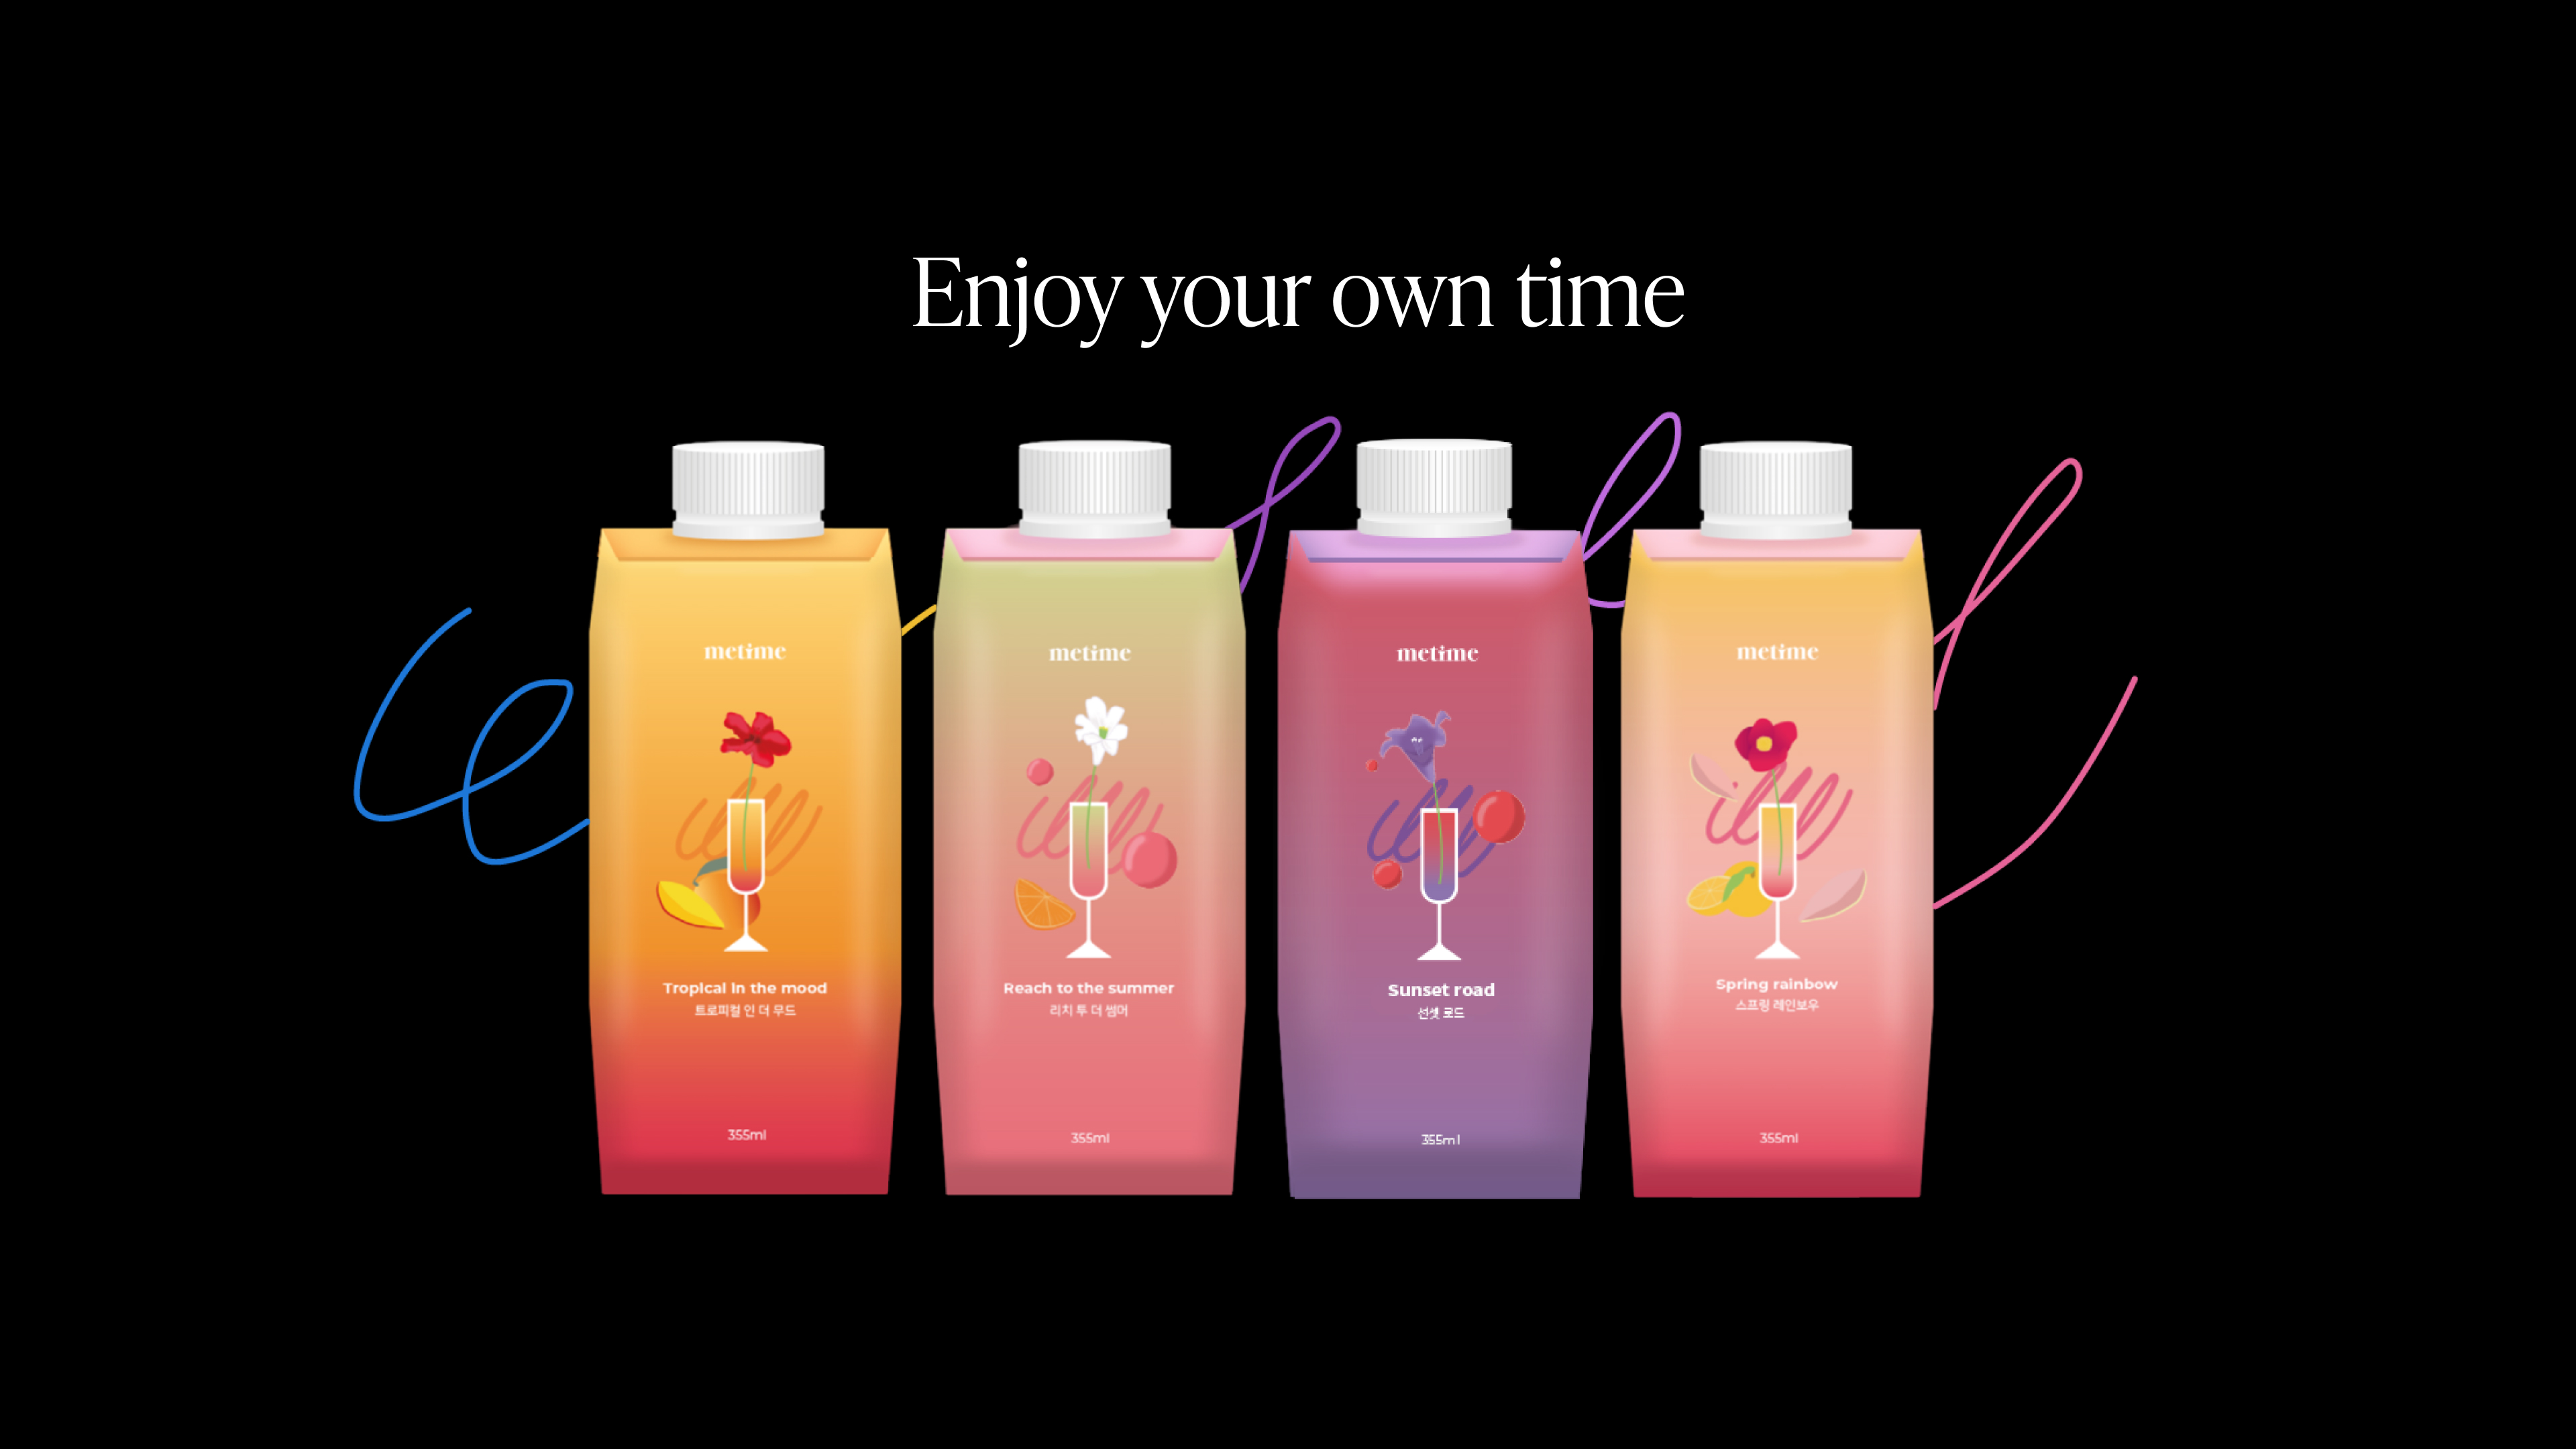 Enjoy your own time
metime
Tropical in the mood
트로피컬 인 더 무드
355ml
metime
Reach to the summer
리치 투 더 썸머
355ml
metime
Sunset road
선셋 로드
355ml
metime
Spring rainbow
스프링 레인보우
355ml